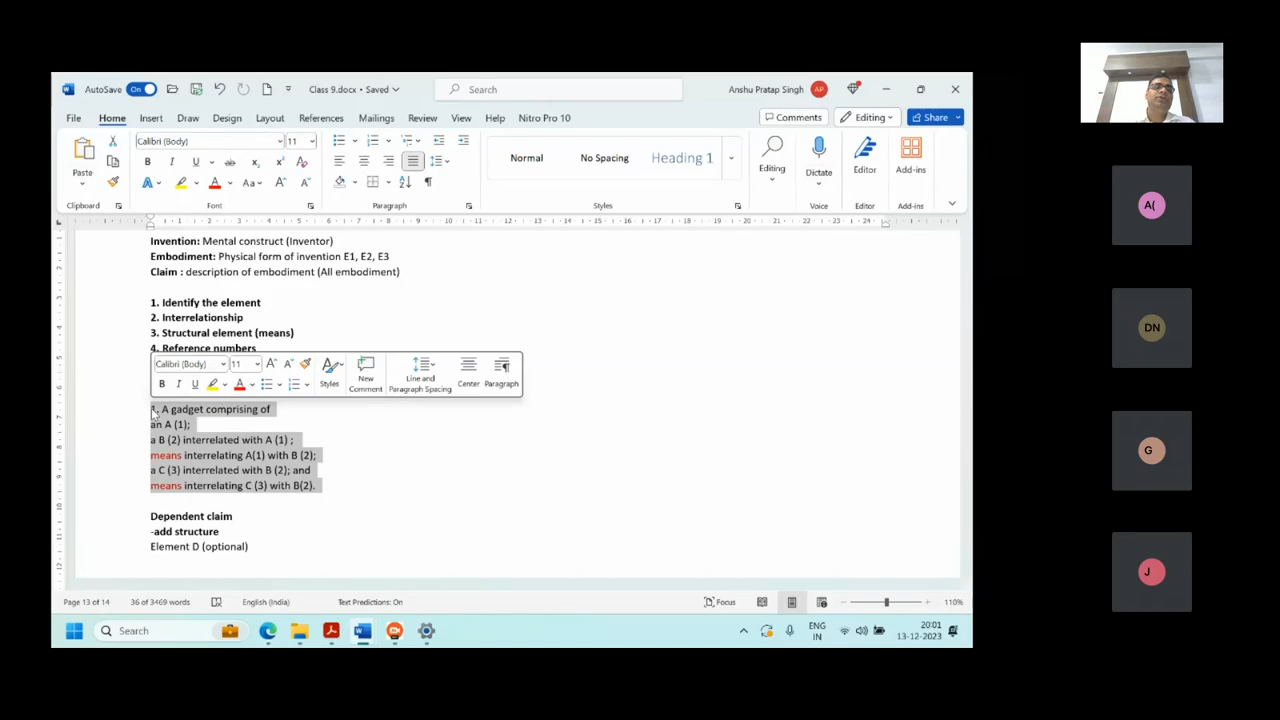 AutoSave On Class 9.docx • Saved Search Anshu Pratap Singh AP
File Home Insert Draw Design Layout References Mailings Review View Help Nitro Pro 10 Comments Editing Share
Calibri (Body) 11
Paste Normal No Spacing Heading 1 Editing Dictate Editor Add-ins
Clipboard Font Paragraph Styles Voice Editor Add-ins
Invention: Mental construct (Inventor)
Embodiment: Physical form of invention E1, E2, E3
Claim : description of embodiment (All embodiment)
1. Identify the element
2. Interrelationship
3. Structural element (means)
4. Reference numbers
Calibri (Body) 11
Styles New Comment Line and Paragraph Spacing Center Paragraph
1. A gadget comprising of
an A (1);
a B (2) interrelated with A (1) ;
means interrelating A(1) with B (2);
a C (3) interrelated with B (2); and
means interrelating C (3) with B(2).
Dependent claim
-add structure
Element D (optional)
Page 13 of 14 36 of 3469 words English (India) Text Predictions: On Focus 110%
Search ENG IN 20:01 13-12-2023
A(
DN
G
J